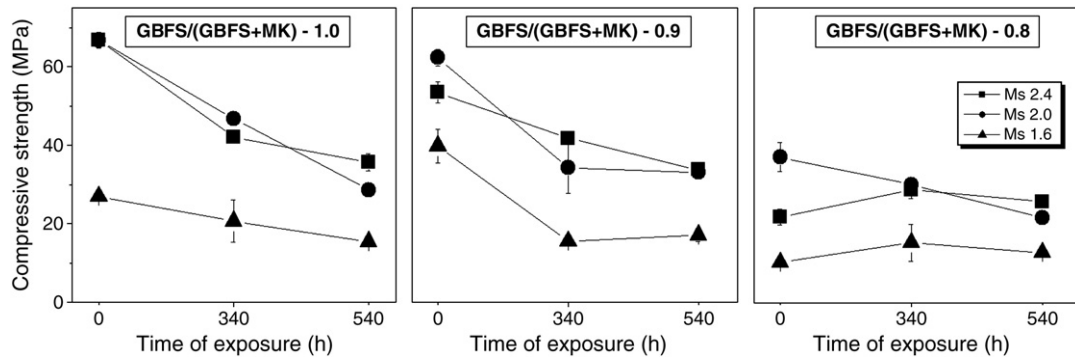 Compressive strength (MPa)
60
40
20
0
GBFS/(GBFS+MK) - 1.0
0 340 540
Time of exposure (h)
GBFS/(GBFS+MK) - 0.9
0 340 540
Time of exposure (h)
GBFS/(GBFS+MK) - 0.8
Ms 2.4
Ms 2.0
Ms 1.6
0 340 540
Time of exposure (h)